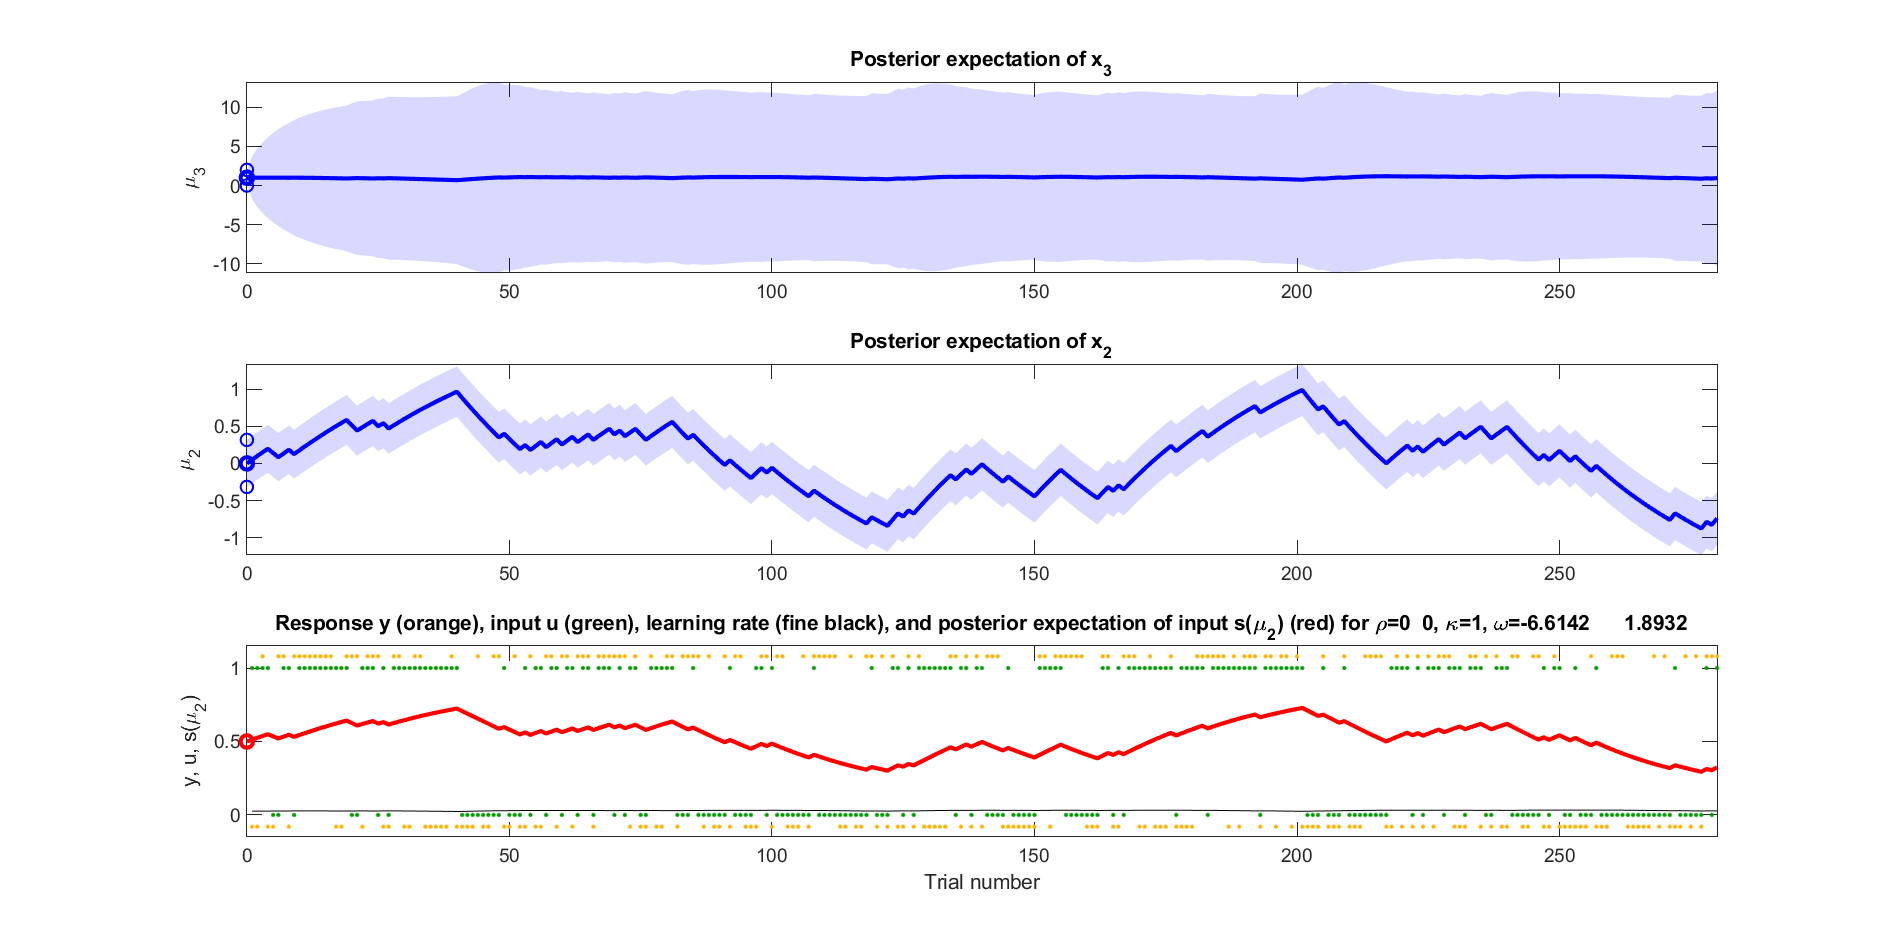 Posterior expectation of x₃
μ₃
10
5
0
-5
-10
0 50 100 150 200 250
Posterior expectation of x₂
μ₂
1
0.5
0
-0.5
-1
0 50 100 150 200 250
Response y (orange), input u (green), learning rate (fine black), and posterior expectation of input s(μ₂) (red) for ρ=0 0, κ=1, ω=-6.6142 1.8932
y, u, s(μ₂)
1
0.5
0
0 50 100 150 200 250
Trial number